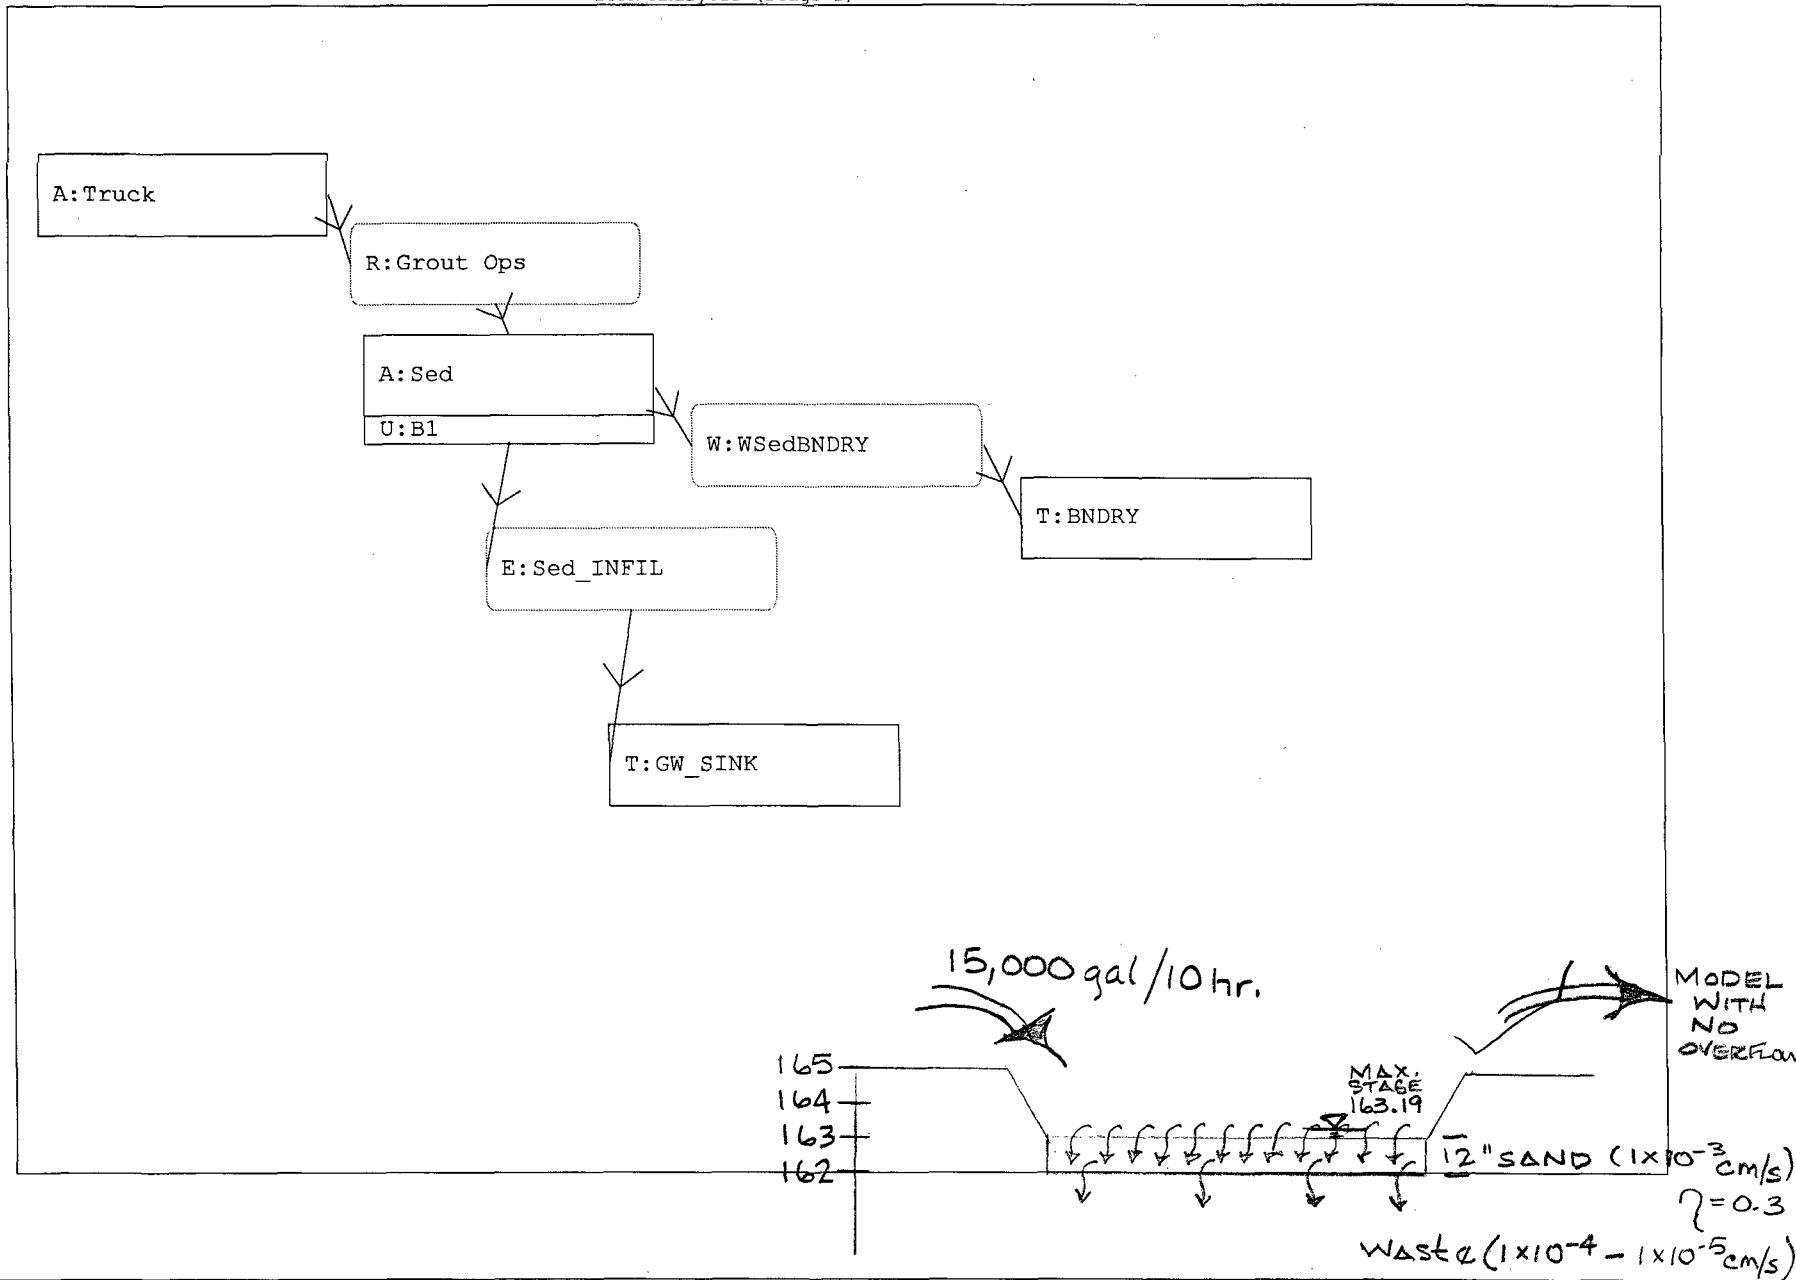 A:Truck
R:Grout Ops
A:Sed
U:B1
W:WSedBNDRY
T:BNDRY
E:Sed_INFIL
T:GW_SINK
15,000 gal/10 hr.
MODEL
WITH
NO
OVERFLOW
165
164
163
162
MAX.
STAGE
163.19
12" SAND (1x10⁻³ cm/s)
η=0.3
Waste (1x10⁻⁴ - 1x10⁻⁵ cm/s)